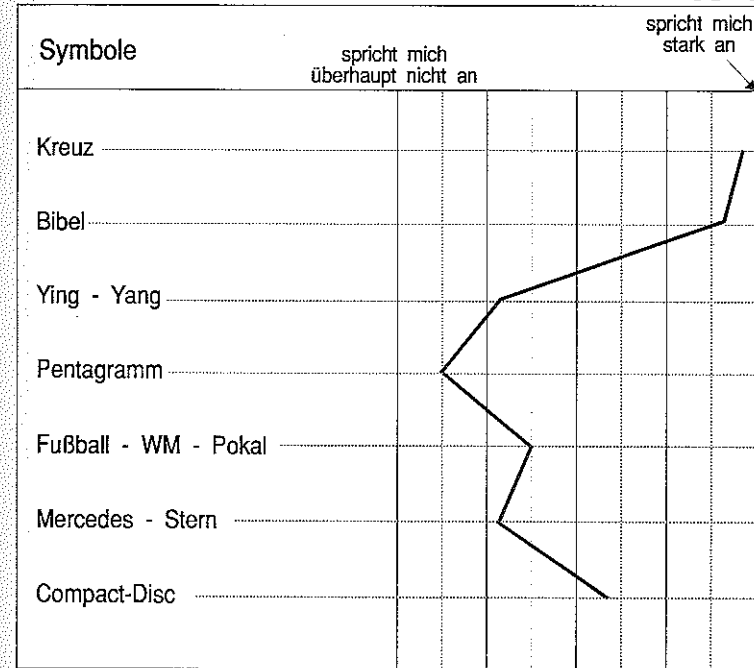 Symbole
spricht mich
überhaupt nicht an
spricht mich
stark an
Kreuz
Bibel
Ying - Yang
Pentagramm
Fußball - WM - Pokal
Mercedes - Stern
Compact-Disc